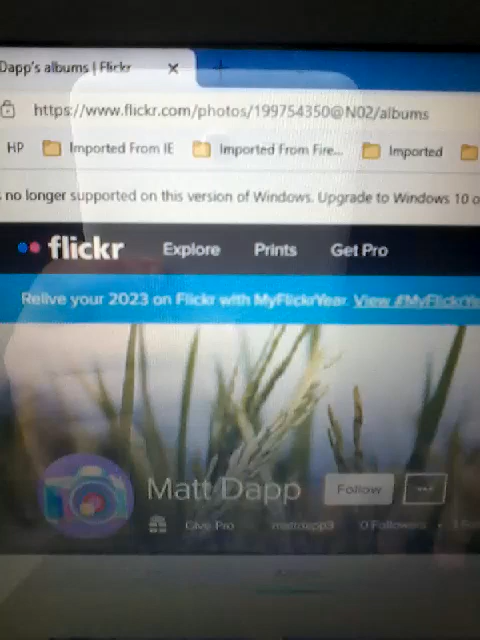 Dapp's albums | Flickr
https://www.flickr.com/photos/199754350@N02/albums
HP Imported From IE Imported From Fire... Imported
no longer supported on this version of Windows. Upgrade to Windows 10 o
flickr Explore Prints Get Pro
Relive your 2023 on Flickr with MyFlickrYear. View #MyFlickrYe
Matt Dapp Follow ...
Give Pro mattdapp3 0 Followers •